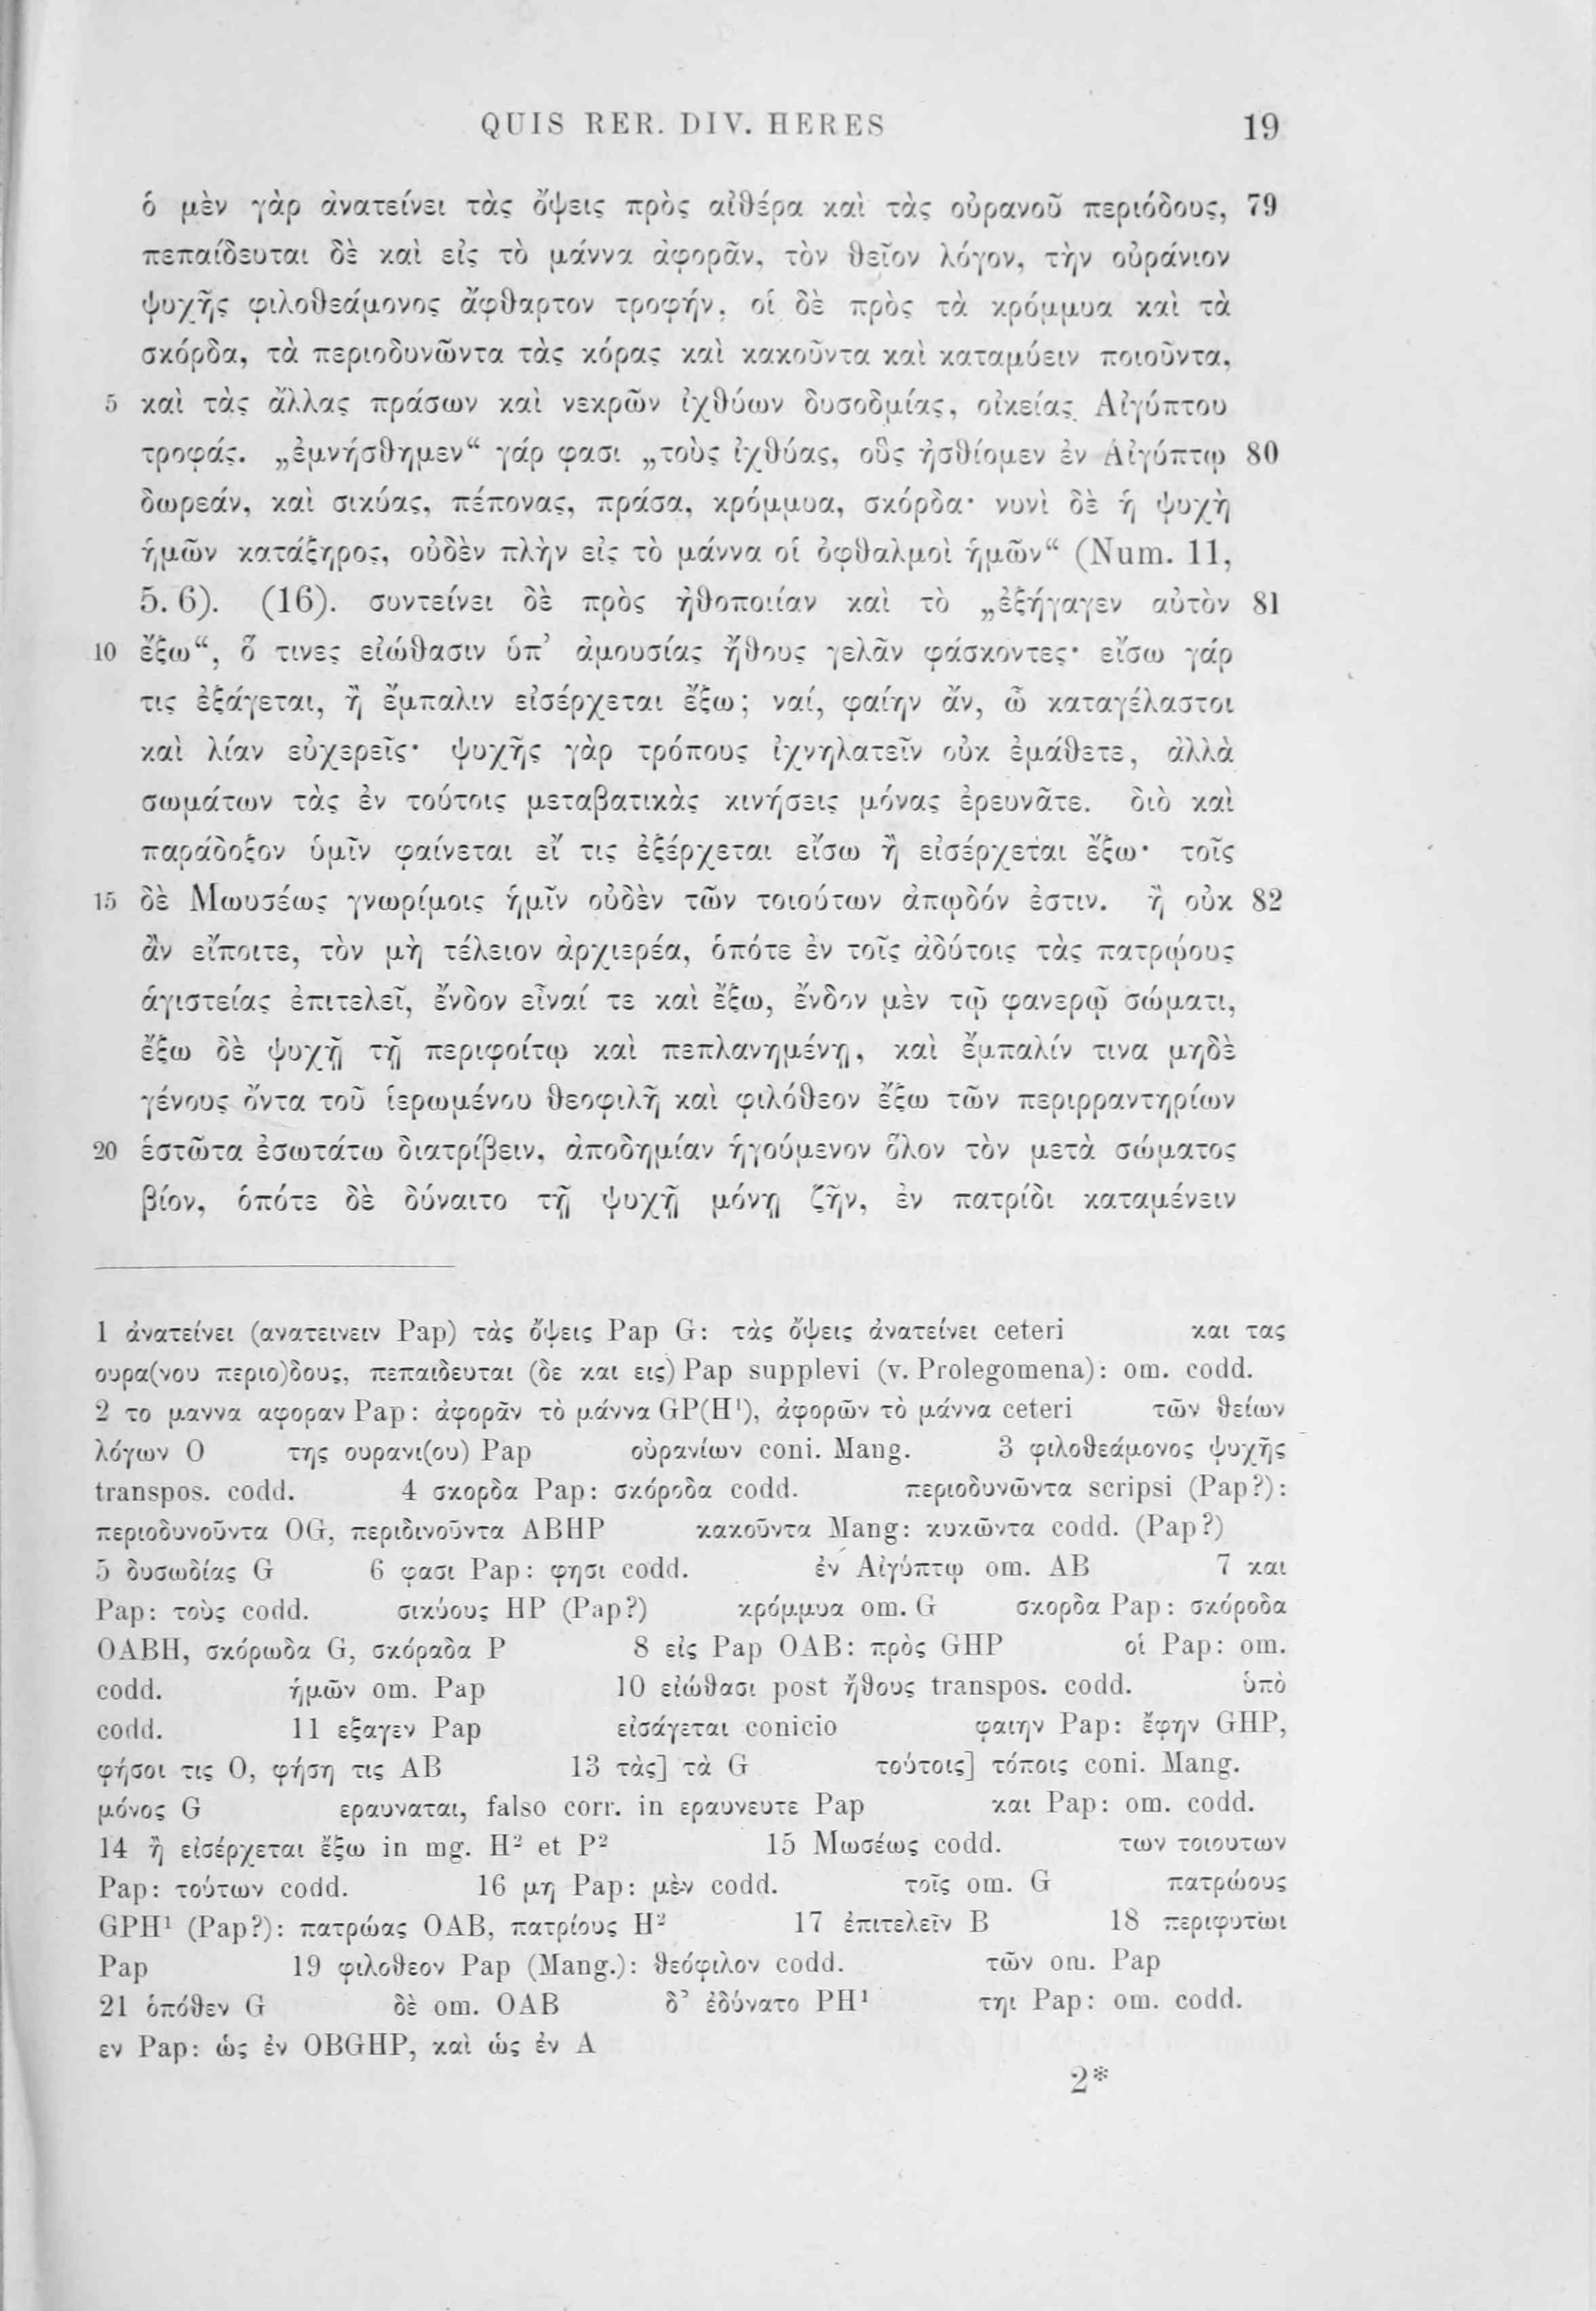 QUIS RER. DIV. HERES 19
ὁ μὲν γὰρ ἀνατείνει τὰς ὄψεις πρὸς αἰθέρα καὶ τὰς οὐρανοῦ περιόδους, 79
πεπαίδευται δὲ καὶ εἰς τὸ μάννα ἀφορᾶν, τὸν θεῖον λόγον, τὴν οὐράνιον
ψυχῆς φιλοθεάμονος ἄφθαρτον τροφήν, οἱ δὲ πρὸς τὰ κρόμμυα καὶ τὰ
σκόρδα, τὰ περιοδυνῶντα τὰς κόρας καὶ κακοῦντα καὶ καταμύειν ποιοῦντα,
5 καὶ τὰς ἄλλας πράσων καὶ νεκρῶν ἰχθύων δυσοδμίας, οἰκείας Αἰγύπτου
τροφάς. „ἐμνήσθημεν“ γάρ φασι „τοὺς ἰχθύας, οὓς ἠσθίομεν ἐν Αἰγύπτῳ 80
δωρεάν, καὶ σικύας, πέπονας, πράσα, κρόμμυα, σκόρδα· νυνὶ δὲ ἡ ψυχὴ
ἡμῶν κατάξηρος, οὐδὲν πλὴν εἰς τὸ μάννα οἱ ὀφθαλμοὶ ἡμῶν“ (Num. 11,
5. 6). (16). συντείνει δὲ πρὸς ἠθοποιίαν καὶ τὸ „ἐξήγαγεν αὐτὸν 81
10 ἔξω“, ὅ τινες εἰώθασιν ὑπ’ ἀμουσίας ἤθους γελᾶν φάσκοντες· εἴσω γάρ
τις ἐξάγεται, ἢ ἔμπαλιν εἰσέρχεται ἔξω; ναί, φαίην ἄν, ὦ καταγέλαστοι
καὶ λίαν εὐχερεῖς· ψυχῆς γὰρ τρόπους ἰχνηλατεῖν οὐκ ἐμάθετε, ἀλλὰ
σωμάτων τὰς ἐν τούτοις μεταβατικὰς κινήσεις μόνας ἐρευνᾶτε. διὸ καὶ
παράδοξον ὑμῖν φαίνεται εἴ τις ἐξέρχεται εἴσω ἢ εἰσέρχεται ἔξω· τοῖς
15 δὲ Μωυσέως γνωρίμοις ἡμῖν οὐδὲν τῶν τοιούτων ἀπῳδόν ἐστιν. ἢ οὐκ 82
ἂν εἴποιτε, τὸν μὴ τέλειον ἀρχιερέα, ὁπότε ἐν τοῖς ἀδύτοις τὰς πατρῴους
ἁγιστείας ἐπιτελεῖ, ἔνδον εἶναί τε καὶ ἔξω, ἔνδον μὲν τῷ φανερῷ σώματι,
ἔξω δὲ ψυχῇ τῇ περιφοίτῳ καὶ πεπλανημένῃ, καὶ ἔμπαλίν τινα μηδὲ
γένους ὄντα τοῦ ἱερωμένου θεοφιλῆ καὶ φιλόθεον ἔξω τῶν περιρραντηρίων
20 ἑστῶτα ἐσωτάτω διατρίβειν, ἀποδημίαν ἡγούμενον ὅλον τὸν μετὰ σώματος
βίον, ὁπότε δὲ δύναιτο τῇ ψυχῇ μόνῃ ζῆν, ἐν πατρίδι καταμένειν
1 ἀνατείνει (ανατεινειν Pap) τὰς ὄψεις Pap G: τὰς ὄψεις ἀνατείνει ceteri και τας
ουρα(νου περιο)δους, πεπαιδευται (δε και εις) Pap supplevi (v. Prolegomena): om. codd.
2 το μαννα αφοραν Pap: ἀφορᾶν τὸ μάννα GP(H¹), ἀφορῶν τὸ μάννα ceteri τῶν θείων
λόγων O της ουρανι(ου) Pap οὐρανίων coni. Mang. 3 φιλοθεάμονος ψυχῆς
transpos. codd. 4 σκορδα Pap: σκόροδα codd. περιοδυνῶντα scripsi (Pap?):
περιοδυνοῦντα OG, περιδινοῦντα ABHP κακοῦντα Mang: κυκῶντα codd. (Pap?)
5 δυσωδίας G 6 φασι Pap: φησι codd. ἐν Αἰγύπτῳ om. AB 7 και
Pap: τοὺς codd. σικύους HP (Pap?) κρόμμυα om. G σκορδα Pap: σκόροδα
OABH, σκόρωδα G, σκόραδα P 8 εἰς Pap OAB: πρὸς GHP οἱ Pap: om.
codd. ἡμῶν om. Pap 10 εἰώθασι post ἤθους transpos. codd. ὑπὸ
codd. 11 εξαγεν Pap εἰσάγεται conicio φαιην Pap: ἔφην GHP,
φήσοι τις O, φήση τις AB 13 τὰς] τὰ G τούτοις] τόποις coni. Mang.
μόνος G εραυναται, falso corr. in εραυνευτε Pap και Pap: om. codd.
14 ἢ εἰσέρχεται ἔξω in mg. H² et P² 15 Μωσέως codd. των τοιουτων
Pap: τούτων codd. 16 μη Pap: μὲν codd. τοῖς om. G πατρώους
GPH¹ (Pap?): πατρώας OAB, πατρίους H² 17 ἐπιτελεῖν B 18 περιφυτωι
Pap 19 φιλοθεον Pap (Mang.): θεόφιλον codd. τῶν om. Pap
21 ὁπόθεν G δὲ om. OAB δ’ ἐδύνατο PH¹ τηι Pap: om. codd.
εν Pap: ὡς ἐν OBGHP, καὶ ὡς ἐν A
2*